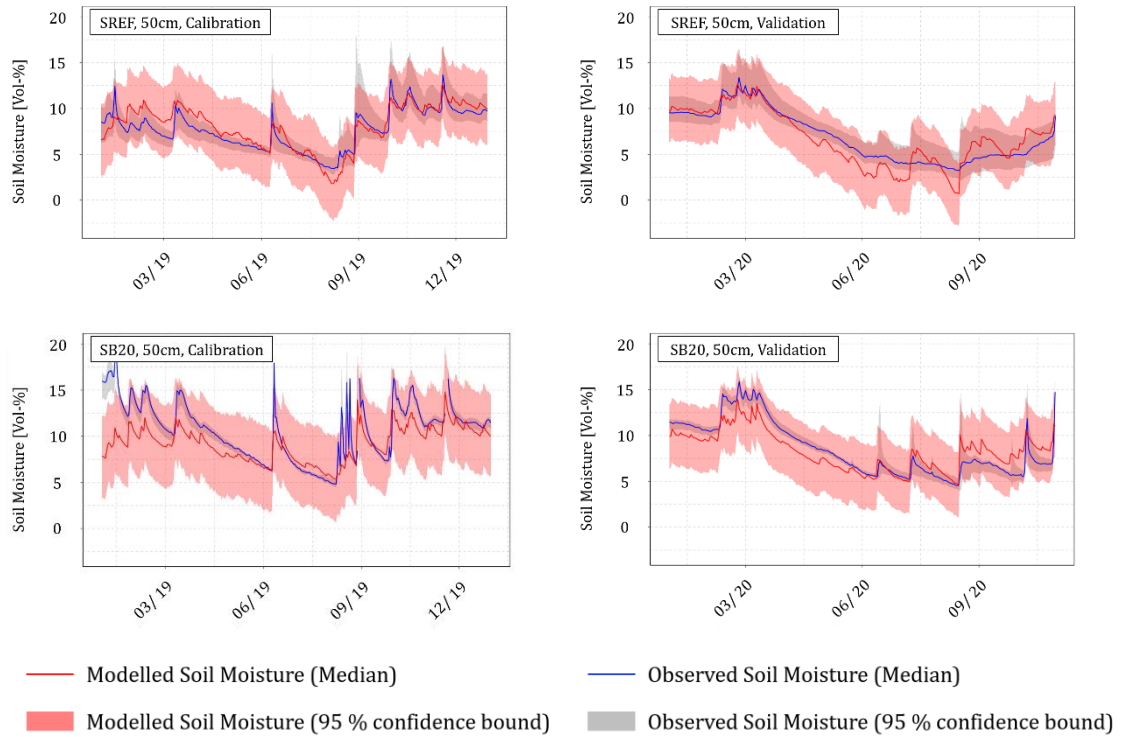 SREF, 50cm, Calibration
Soil Moisture [Vol-%]
20
15
10
5
0
03/ 19
06/ 19
09/ 19
12/ 19
SREF, 50cm, Validation
Soil Moisture [Vol-%]
20
15
10
5
0
03/ 20
06/ 20
09/ 20
SB20, 50cm, Calibration
Soil Moisture [Vol-%]
20
15
10
5
0
03/ 19
06/ 19
09/ 19
12/ 19
SB20, 50cm, Validation
Soil Moisture [Vol-%]
20
15
10
5
0
03/ 20
06/ 20
09/ 20
Modelled Soil Moisture (Median)
Observed Soil Moisture (Median)
Modelled Soil Moisture (95 % confidence bound)
Observed Soil Moisture (95 % confidence bound)